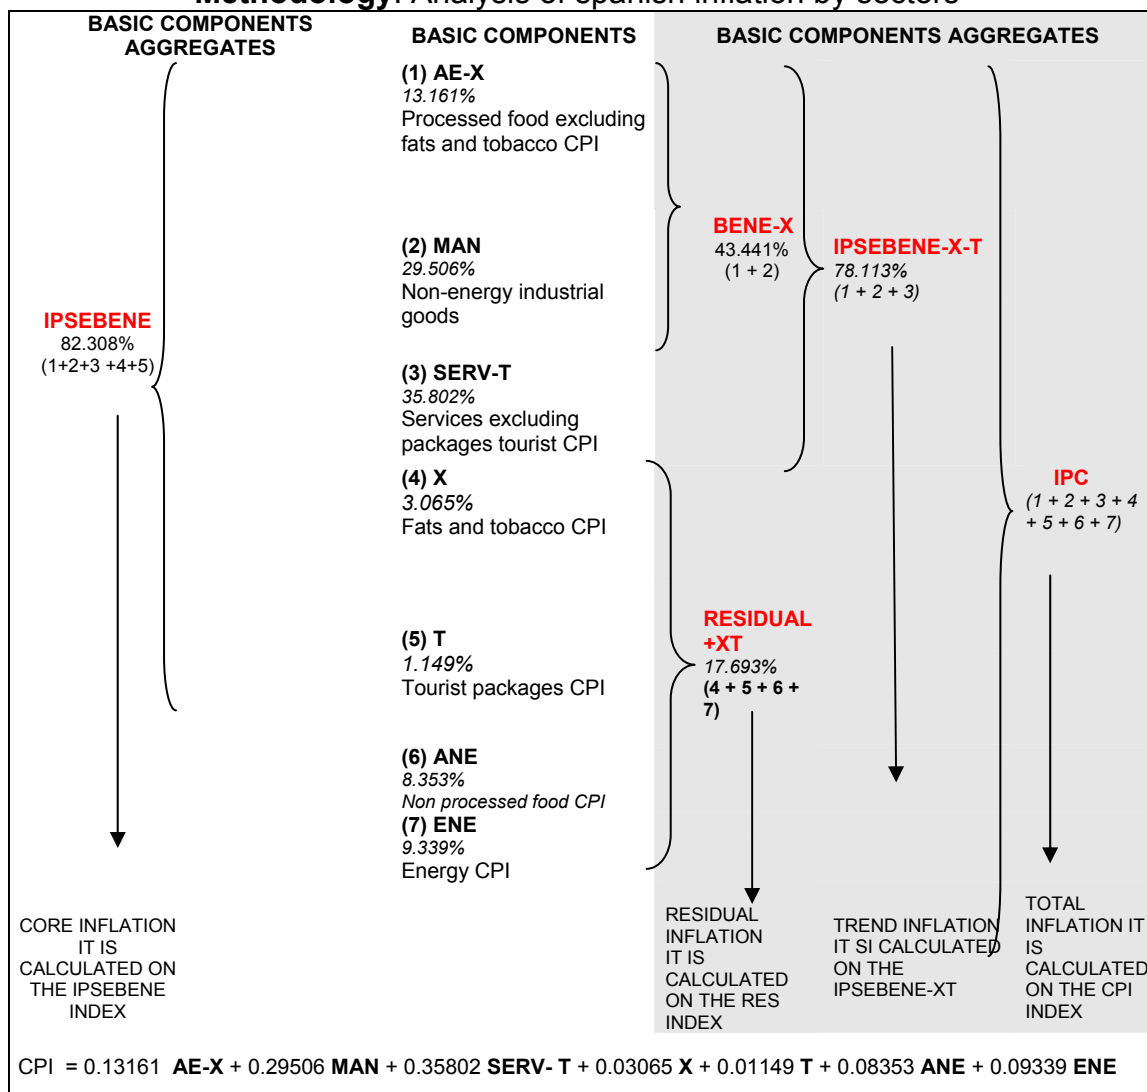 Methodology: Analysis of spanish inflation by sectors
BASIC COMPONENTS
AGGREGATES
BASIC COMPONENTS
BASIC COMPONENTS AGGREGATES
(1) AE-X
13.161%
Processed food excluding
fats and tobacco CPI
(2) MAN
29.506%
Non-energy industrial
goods
(3) SERV-T
35.802%
Services excluding
packages tourist CPI
(4) X
3.065%
Fats and tobacco CPI
(5) T
1.149%
Tourist packages CPI
(6) ANE
8.353%
Non processed food CPI
(7) ENE
9.339%
Energy CPI
IPSEBENE
82.308%
(1+2+3 +4+5)
BENE-X
43.441%
(1 + 2)
IPSEBENE-X-T
78.113%
(1 + 2 + 3)
IPC
(1 + 2 + 3 + 4
+ 5 + 6 + 7)
RESIDUAL
+XT
17.693%
(4 + 5 + 6 +
7)
CORE INFLATION
IT IS
CALCULATED ON
THE IPSEBENE
INDEX
RESIDUAL
INFLATION
IT IS
CALCULATED
ON THE RES
INDEX
TREND INFLATION
IT SI CALCULATED
ON THE
IPSEBENE-XT
TOTAL
INFLATION IT
IS
CALCULATED
ON THE CPI
INDEX
CPI = 0.13161 AE-X + 0.29506 MAN + 0.35802 SERV- T + 0.03065 X + 0.01149 T + 0.08353 ANE + 0.09339 ENE